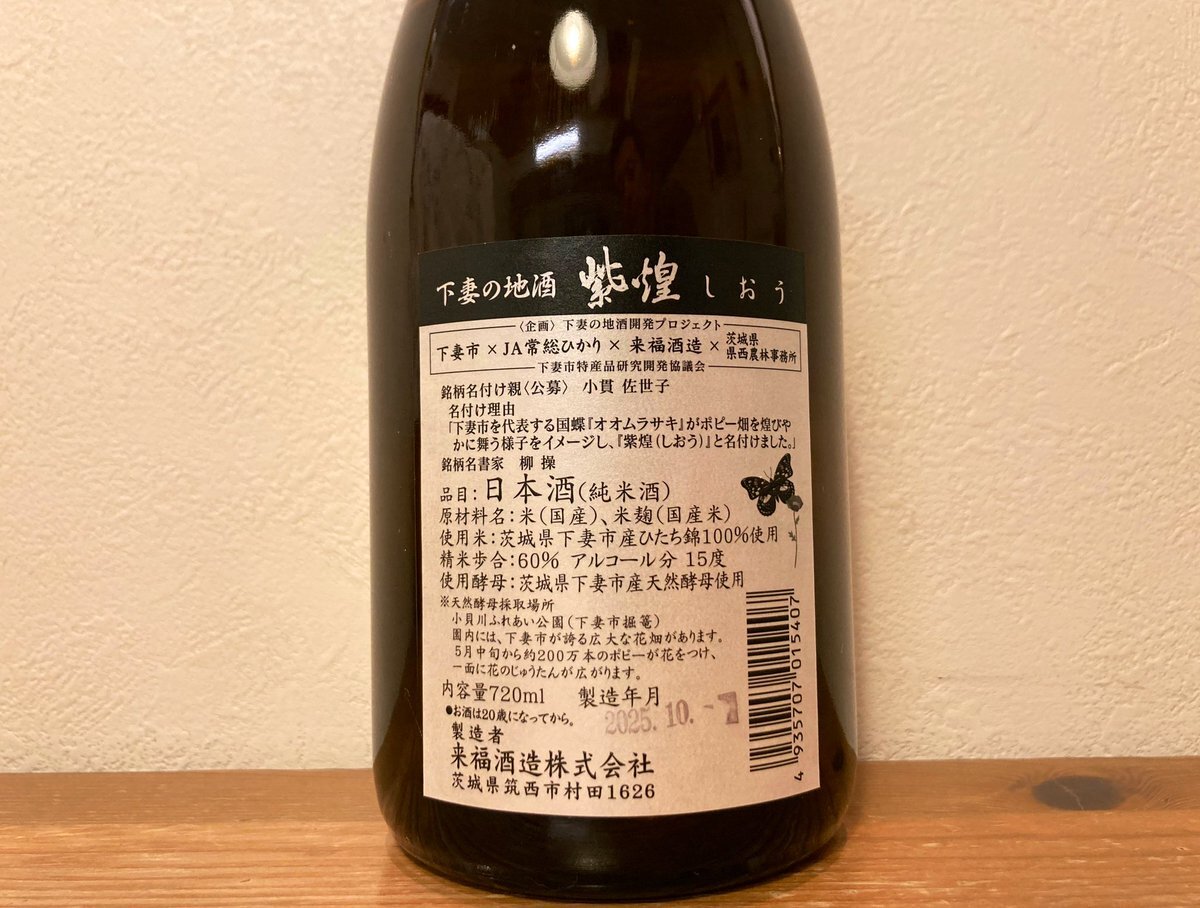 下妻の地酒 紫煌 しおう
〈企画〉下妻の地酒開発プロジェクト
下妻市×JA常総ひかり×来福酒造×茨城県県西農林事務所
下妻市特産品研究開発協議会
銘柄名付け親〈公募〉 小貫 佐世子
名付け理由
「下妻市を代表する国蝶『オオムラサキ』がポピー畑を煌びや
かに舞う様子をイメージし、『紫煌(しおう)』と名付けました。」
銘柄名書家 柳 操
品目:日本酒(純米酒)
原材料名:米(国産)、米麹(国産米)
使用米:茨城県下妻市産ひたち錦100%使用
精米歩合:60% アルコール分 15度
使用酵母:茨城県下妻市産天然酵母使用
※天然酵母採取場所
小貝川ふれあい公園(下妻市堀篭)
園内には、下妻市が誇る広大な花畑があります。
5月中旬から約200万本のポピーが花をつけ、
一面に花のじゅうたんが広がります。
内容量720ml 製造年月
●お酒は20歳になってから。 2025.10.-
製造者
来福酒造株式会社
茨城県筑西市村田1626
4935707015407